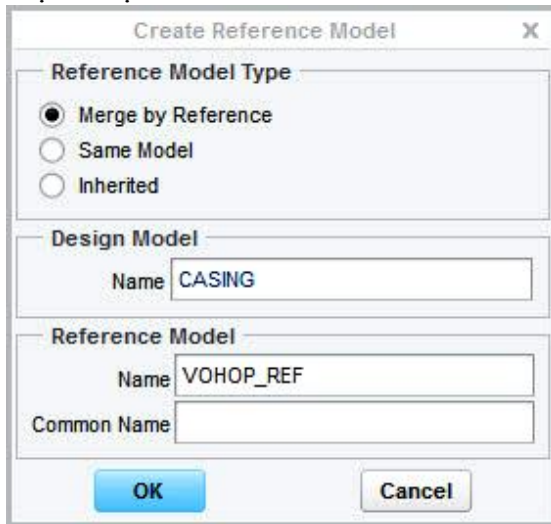 Create Reference Model X
Reference Model Type
Merge by Reference
Same Model
Inherited
Design Model
Name CASING
Reference Model
Name VOHOP_REF
Common Name
OK Cancel